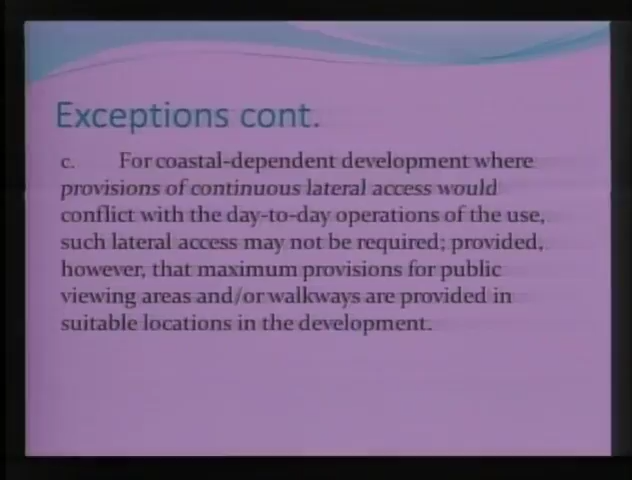 Exceptions cont.
c. For coastal-dependent development where
provisions of continuous lateral access would
conflict with the day-to-day operations of the use,
such lateral access may not be required; provided,
however, that maximum provisions for public
viewing areas and/or walkways are provided in
suitable locations in the development.